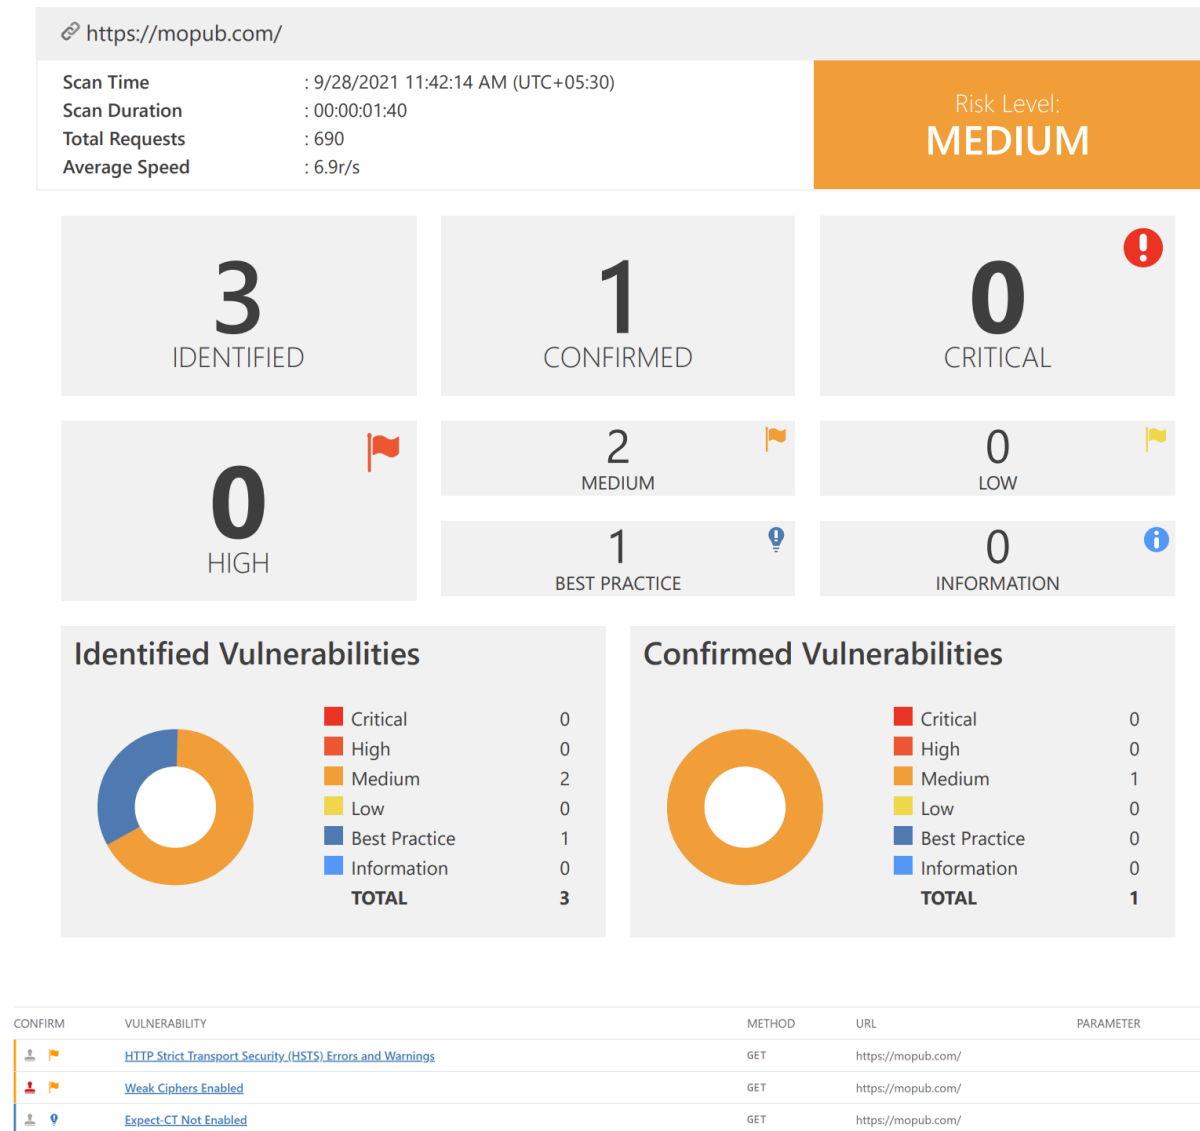 https://mopub.com/
Scan Time : 9/28/2021 11:42:14 AM (UTC+05:30)
Scan Duration : 00:00:01:40
Total Requests : 690
Average Speed : 6.9r/s
Risk Level:
MEDIUM
3
IDENTIFIED
1
CONFIRMED
0
CRITICAL
0
HIGH
2
MEDIUM
0
LOW
1
BEST PRACTICE
0
INFORMATION
Identified Vulnerabilities
Critical 0
High 0
Medium 2
Low 0
Best Practice 1
Information 0
TOTAL 3
Confirmed Vulnerabilities
Critical 0
High 0
Medium 1
Low 0
Best Practice 0
Information 0
TOTAL 1
CONFIRM VULNERABILITY METHOD URL PARAMETER
HTTP Strict Transport Security (HSTS) Errors and Warnings GET https://mopub.com/
Weak Ciphers Enabled GET https://mopub.com/
Expect-CT Not Enabled GET https://mopub.com/